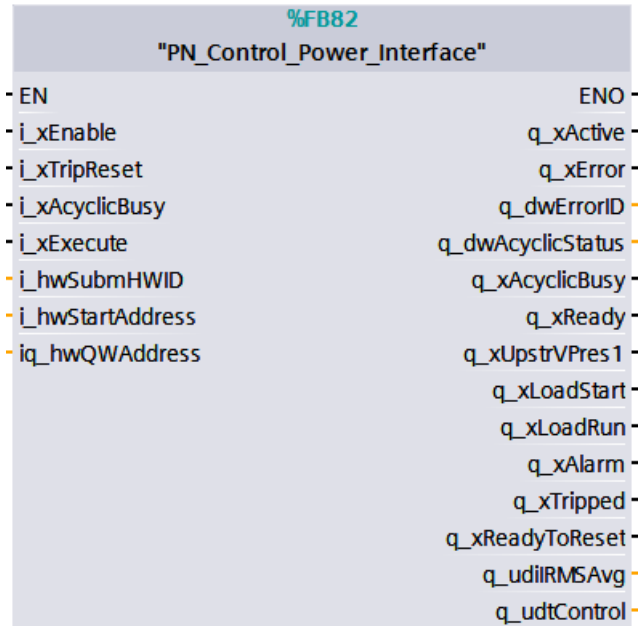 %FB82
"PN_Control_Power_Interface"
EN ENO
i_xEnable q_xActive
i_xTripReset q_xError
i_xAcyclicBusy q_dwErrorID
i_xExecute q_dwAcyclicStatus
i_hwSubmHWID q_xAcyclicBusy
i_hwStartAddress q_xReady
iq_hwQWAddress q_xUpstrVPres1
q_xLoadStart
q_xLoadRun
q_xAlarm
q_xTripped
q_xReadyToReset
q_udiIRMSAvg
q_udtControl